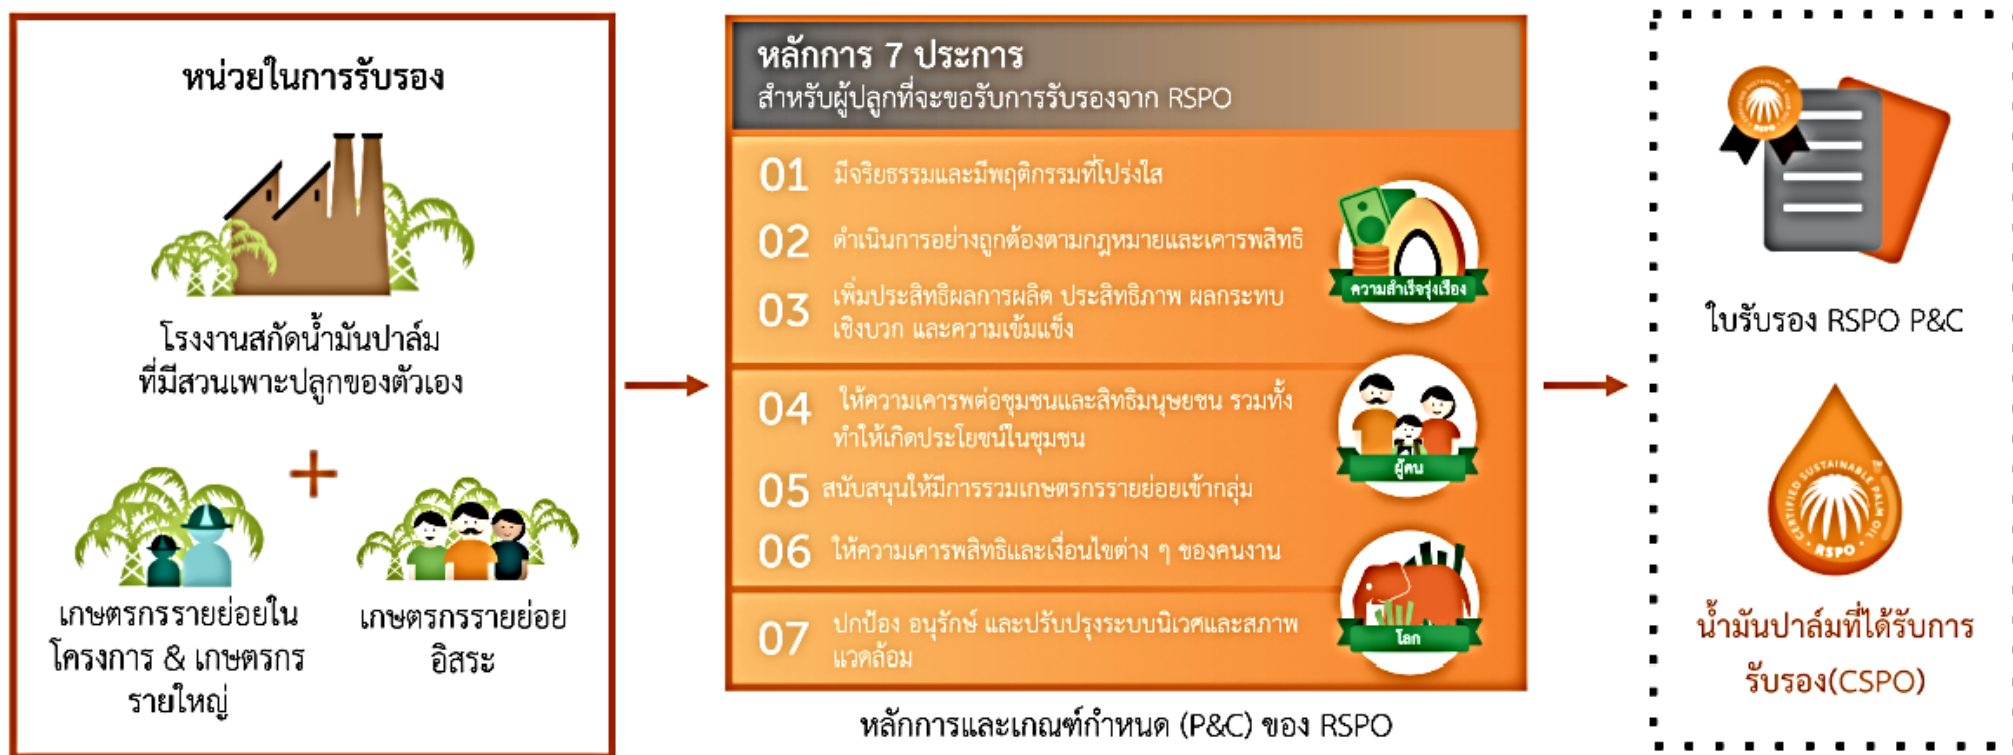 หน่วยในการรับรอง
โรงงานสกัดน้ำมันปาล์ม
ที่มีสวนเพาะปลูกของตัวเอง
+
เกษตรกรรายย่อยใน
โครงการ & เกษตรกร
รายใหญ่
เกษตรกรรายย่อย
อิสระ
หลักการ 7 ประการ
สำหรับผู้ปลูกที่จะขอรับการรับรองจาก RSPO
01 มีจริยธรรมและมีพฤติกรรมที่โปร่งใส
02 ดำเนินการอย่างถูกต้องตามกฎหมายและเคารพสิทธิ
03 เพิ่มประสิทธิผลการผลิต ประสิทธิภาพ ผลกระทบ
เชิงบวก และความเข้มแข็ง
ความสำเร็จรุ่งเรือง
04 ให้ความเคารพต่อชุมชนและสิทธิมนุษยชน รวมทั้ง
ทำให้เกิดประโยชน์ในชุมชน
05 สนับสนุนให้มีการรวมเกษตรกรรายย่อยเข้ากลุ่ม
06 ให้ความเคารพสิทธิและเงื่อนไขต่าง ๆ ของคนงาน
ผู้คน
07 ปกป้อง อนุรักษ์ และปรับปรุงระบบนิเวศและสภาพ
แวดล้อม
โลก
หลักการและเกณฑ์กำหนด (P&C) ของ RSPO
CERTIFIED SUSTAINABLE PALM OIL
RSPO
ใบรับรอง RSPO P&C
CERTIFIED SUSTAINABLE PALM OIL ™
RSPO
น้ำมันปาล์มที่ได้รับการ
รับรอง(CSPO)